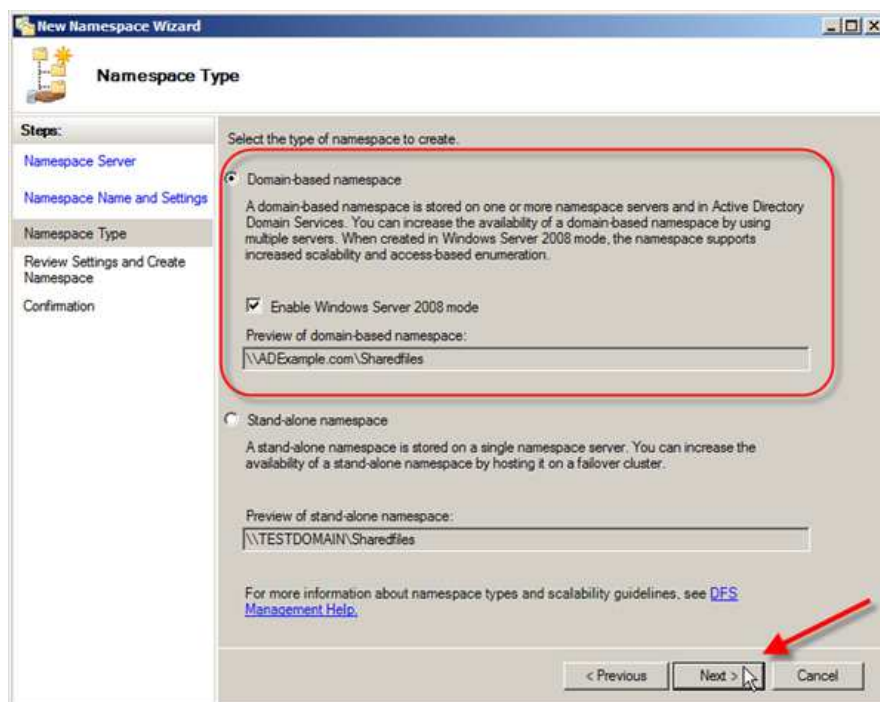 New Namespace Wizard
Namespace Type
Steps:
Namespace Server
Namespace Name and Settings
Namespace Type
Review Settings and Create
Namespace
Confirmation
Select the type of namespace to create.
Domain-based namespace
A domain-based namespace is stored on one or more namespace servers and in Active Directory
Domain Services. You can increase the availability of a domain-based namespace by using
multiple servers. When created in Windows Server 2008 mode, the namespace supports
increased scalability and access-based enumeration.
Enable Windows Server 2008 mode
Preview of domain-based namespace:
\\ADExample.com\Sharedfiles
Stand-alone namespace
A stand-alone namespace is stored on a single namespace server. You can increase the
availability of a stand-alone namespace by hosting it on a failover cluster.
Preview of stand-alone namespace:
\\TESTDOMAIN\Sharedfiles
For more information about namespace types and scalability guidelines, see DFS
Management Help.
< Previous
Next >
Cancel